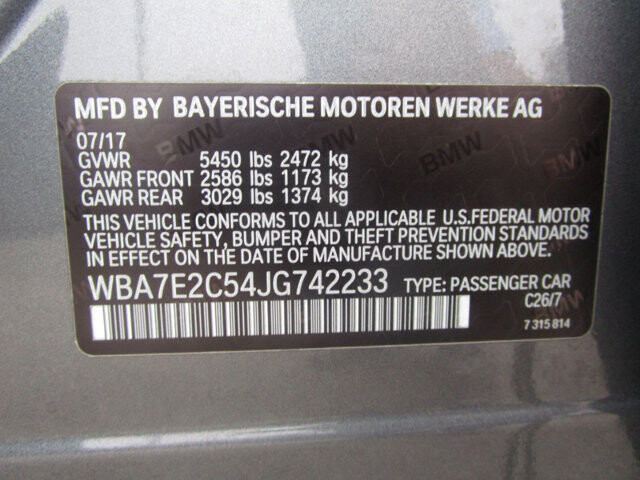 MFD BY BAYERISCHE MOTOREN WERKE AG
07/17
GVWR 5450 lbs 2472 kg
GAWR FRONT 2586 lbs 1173 kg
GAWR REAR 3029 lbs 1374 kg
THIS VEHICLE CONFORMS TO ALL APPLICABLE U.S.FEDERAL MOTOR
VEHICLE SAFETY, BUMPER AND THEFT PREVENTION STANDARDS
IN EFFECT ON THE DATE OF MANUFACTURE SHOWN ABOVE.
WBA7E2C54JG742233 TYPE: PASSENGER CAR
C26/7
7 315 814
BMW
BMW